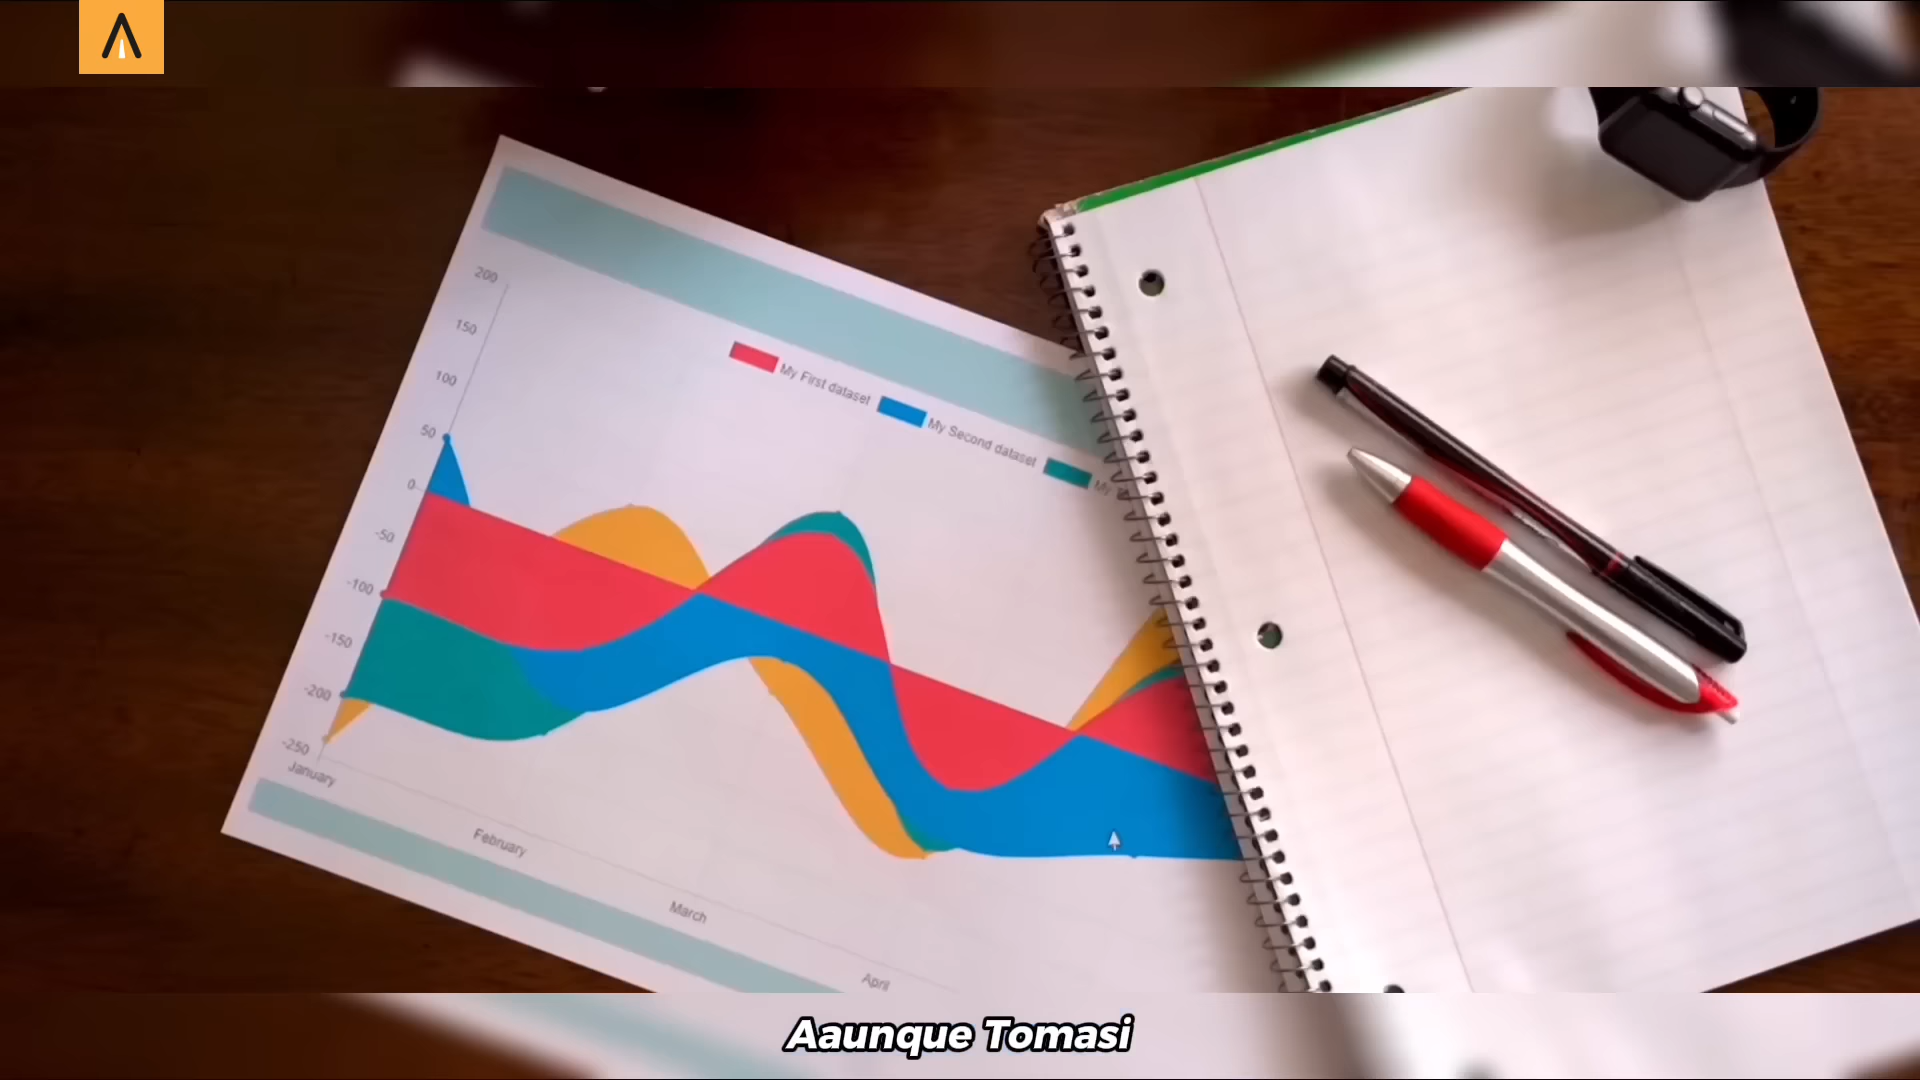 200
150
100
50
0
-50
-100
-150
-200
-250
My First dataset
My Second dataset
My
January
February
March
April
Aaunque Tomasi